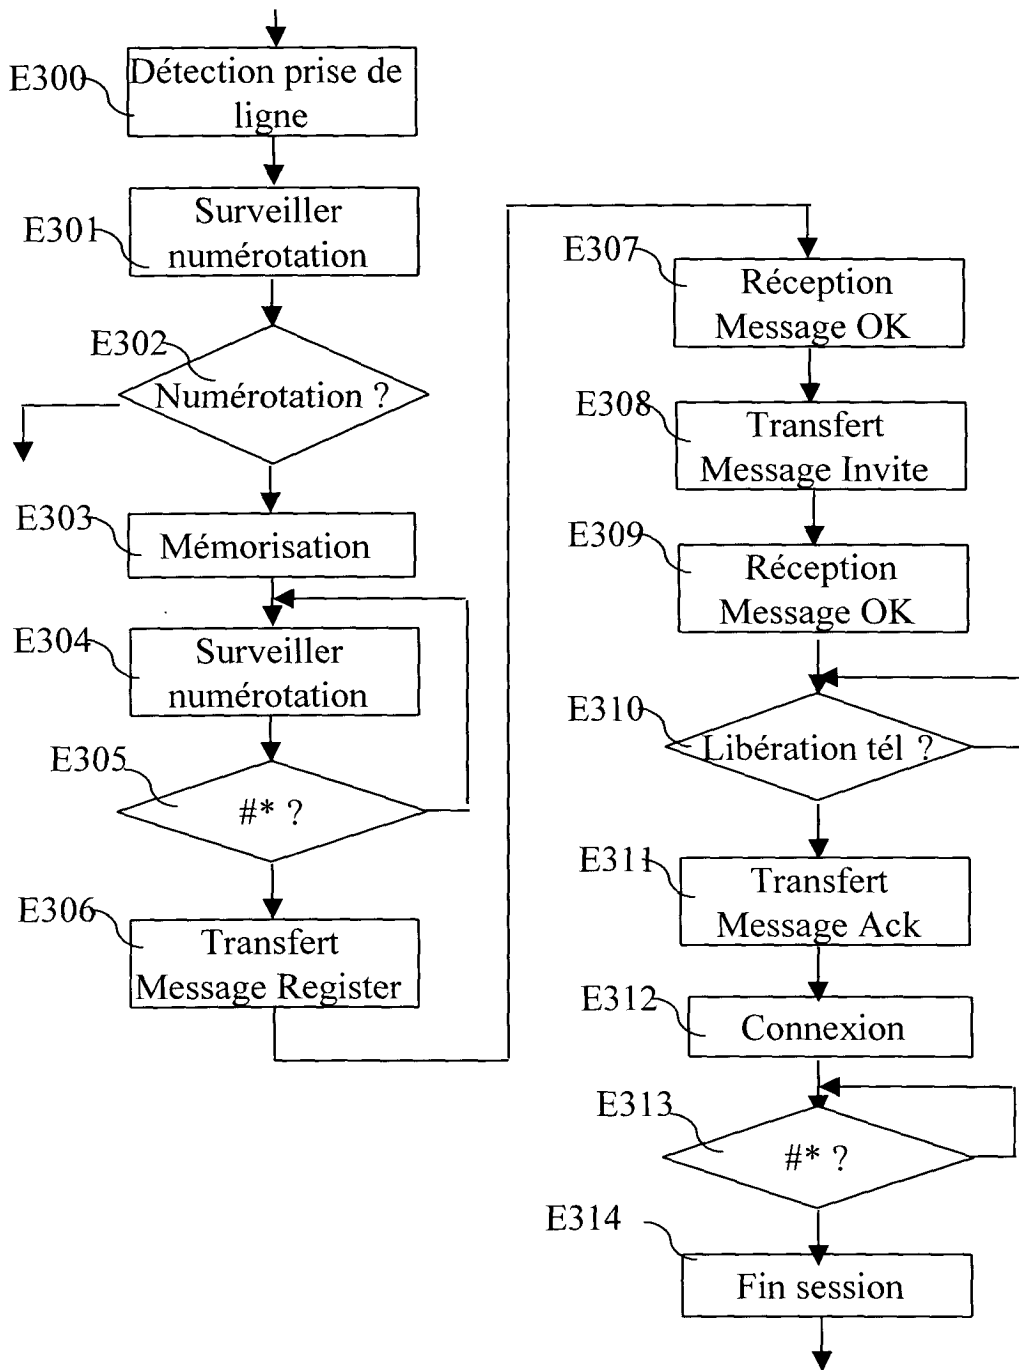 E300
Détection prise de
ligne
E301
Surveiller
numérotation
E302
Numérotation ?
E303
Mémorisation
E304
Surveiller
numérotation
E305
#* ?
E306
Transfert
Message Register
E307
Réception
Message OK
E308
Transfert
Message Invite
E309
Réception
Message OK
E310
Libération tél ?
E311
Transfert
Message Ack
E312
Connexion
E313
#* ?
E314
Fin session